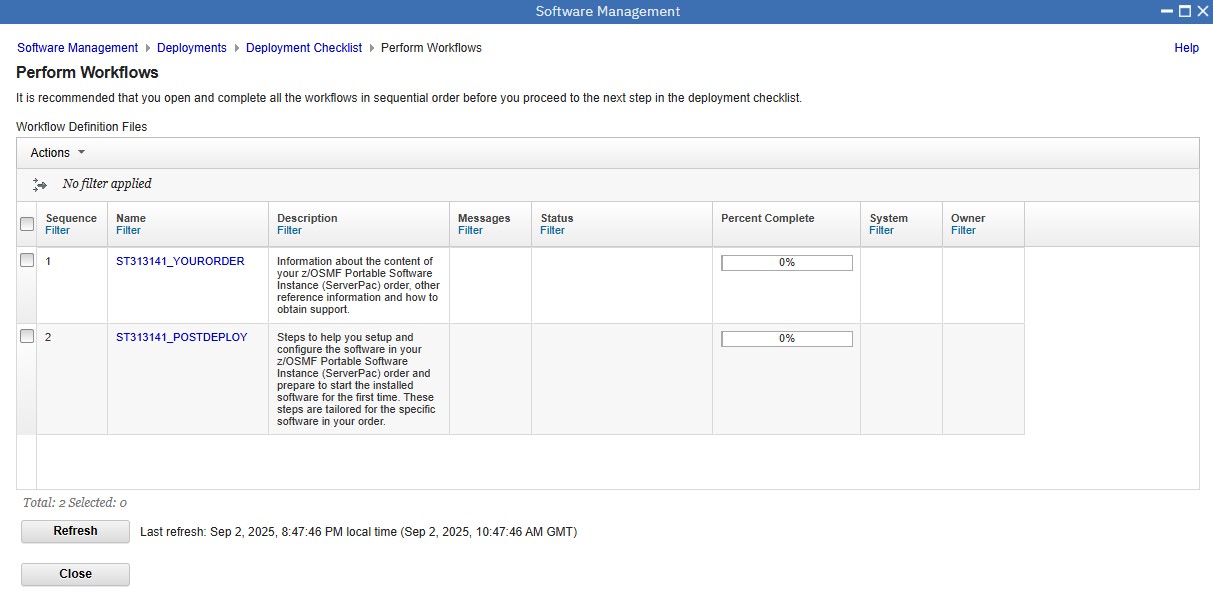 Software Management
Software Management Deployments Deployment Checklist Perform Workflows Help
Perform Workflows
It is recommended that you open and complete all the workflows in sequential order before you proceed to the next step in the deployment checklist.
Workflow Definition Files
Actions
No filter applied
Sequence Name Description Messages Status Percent Complete System Owner
Filter Filter Filter Filter Filter Filter Filter
1 ST313141_YOURORDER Information about the content of 0%
your z/OSMF Portable Software
Instance (ServerPac) order, other
reference information and how to
obtain support.
2 ST313141_POSTDEPLOY Steps to help you setup and 0%
configure the software in your
z/OSMF Portable Software
Instance (ServerPac) order and
prepare to start the installed
software for the first time. These
steps are tailored for the specific
software in your order.
Total: 2 Selected: 0
Refresh Last refresh: Sep 2, 2025, 8:47:46 PM local time (Sep 2, 2025, 10:47:46 AM GMT)
Close